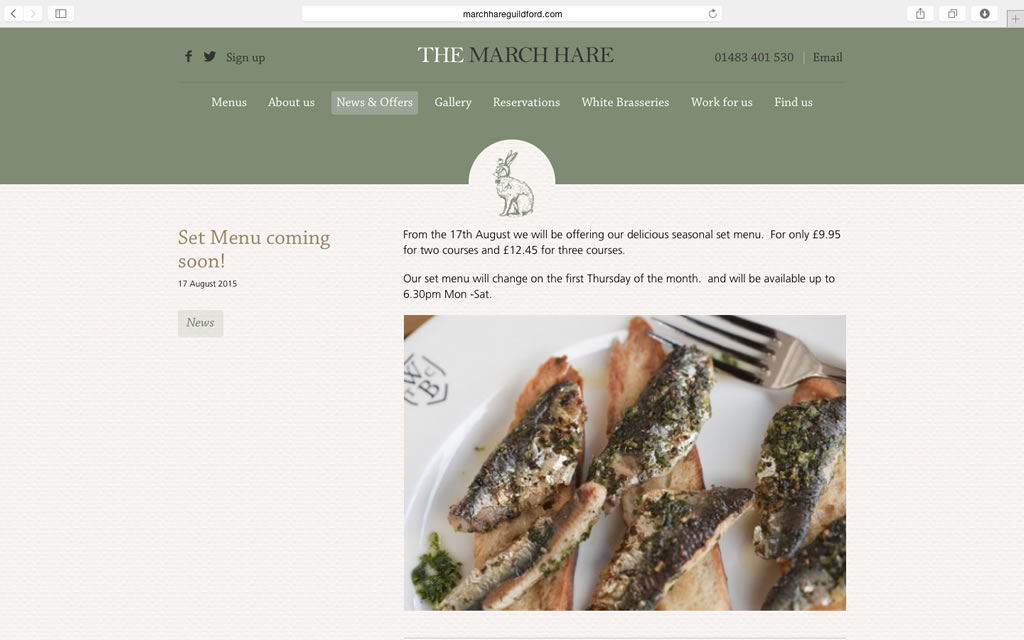 marchhareguildford.com
Sign up
THE MARCH HARE
01483 401 530 | Email
Menus About us News & Offers Gallery Reservations White Brasseries Work for us Find us
Set Menu coming
soon!
17 August 2015
News
From the 17th August we will be offering our delicious seasonal set menu. For only £9.95
for two courses and £12.45 for three courses.
Our set menu will change on the first Thursday of the month. and will be available up to
6.30pm Mon -Sat.
W
B